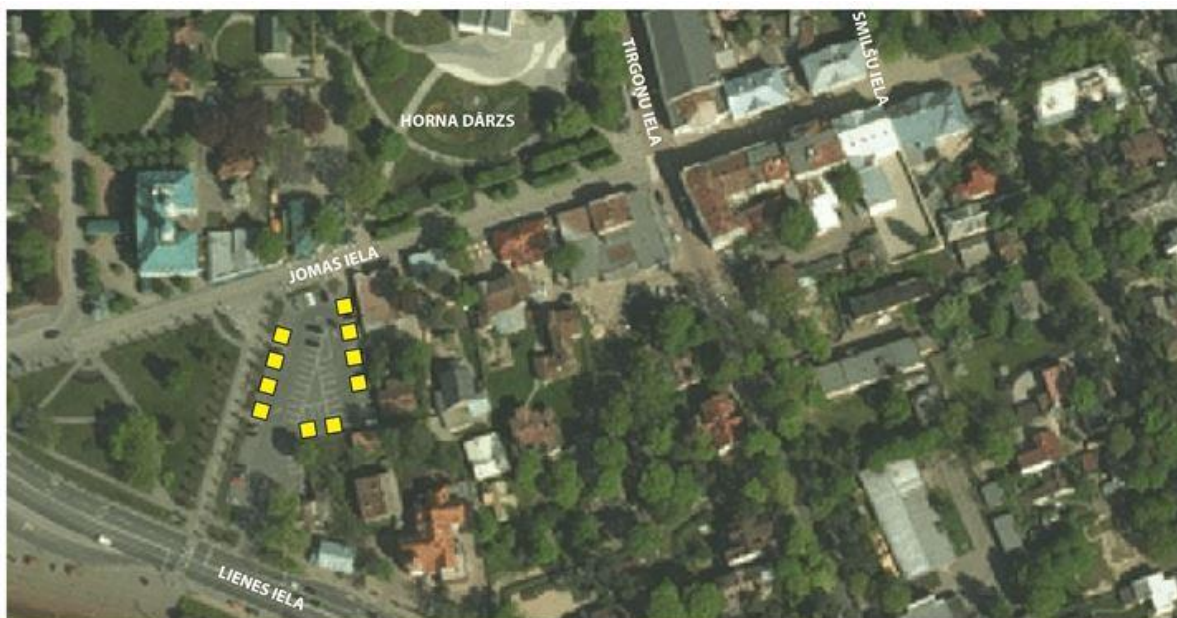 SMILŠU IELA
TIRGOŅU IELA
HORNA DĀRZS
JOMAS IELA
LIENES IELA